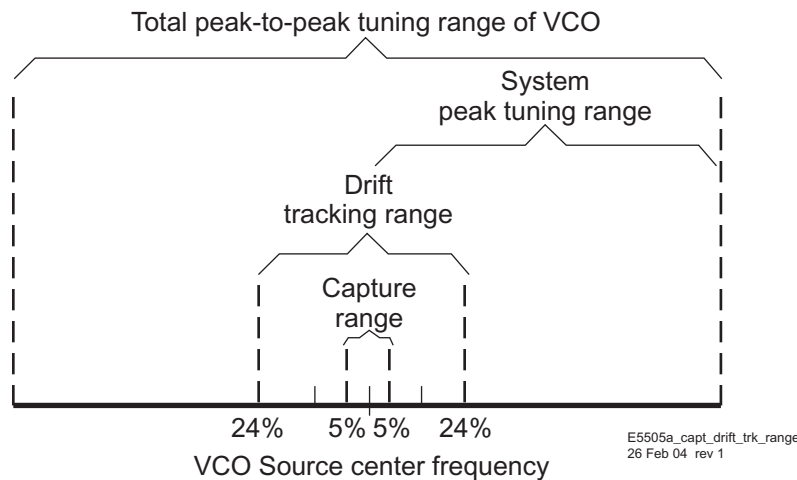 Total peak-to-peak tuning range of VCO
System
peak tuning range
Drift
tracking range
Capture
range
24% 5% 5% 24%
VCO Source center frequency
E5505a_capt_drift_trk_range
26 Feb 04 rev 1